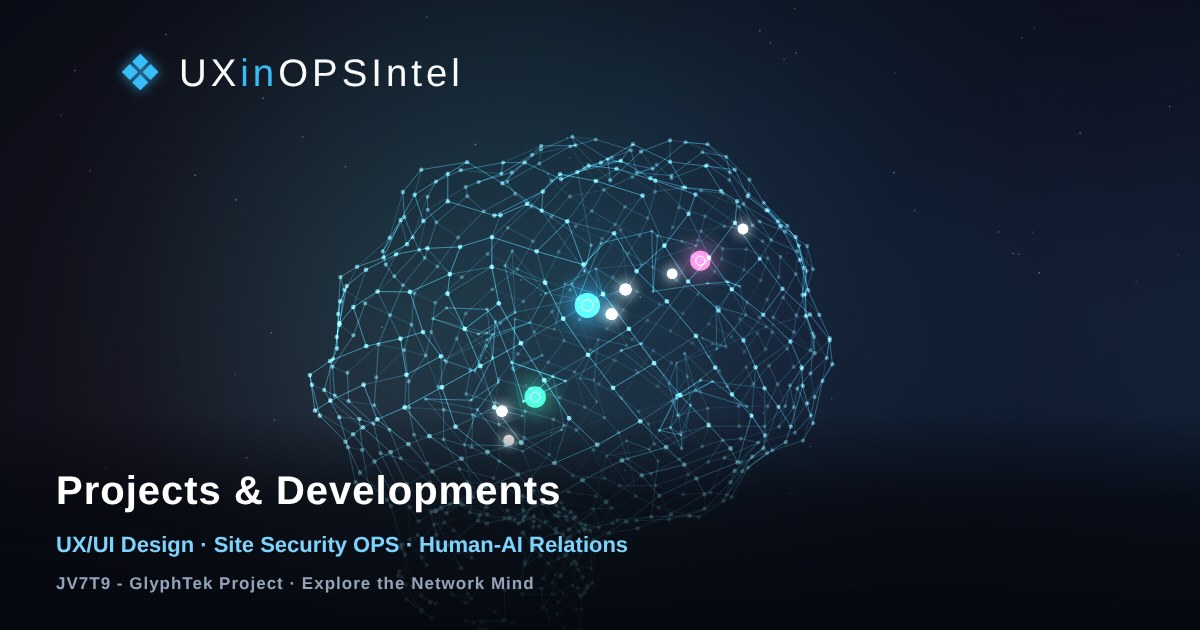 UXinOPSIntel
Projects & Developments
UX/UI Design · Site Security OPS · Human-AI Relations
JV7T9 - GlyphTek Project · Explore the Network Mind